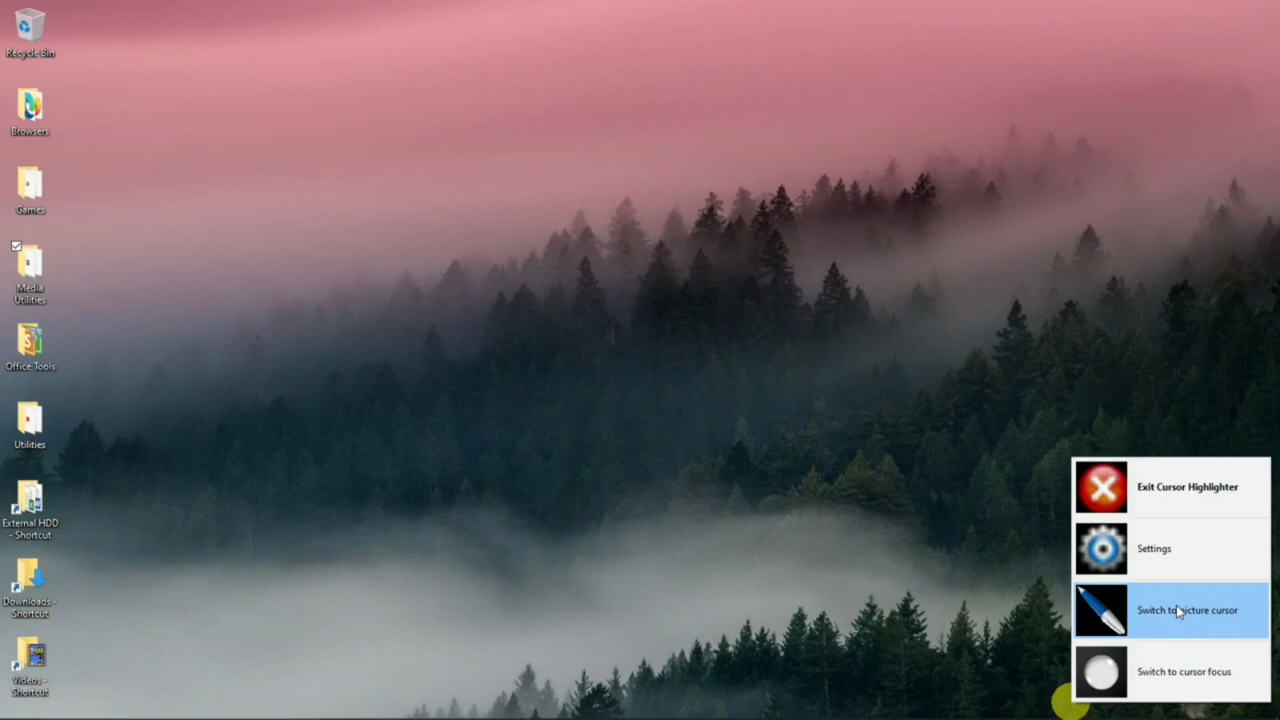 Recycle Bin
Browsers
Games
Media
Utilities
Office Tools
Utilities
External HDD
- Shortcut
Downloads -
Shortcut
Videos -
Shortcut
Exit Cursor Highlighter
Settings
Switch to picture cursor
Switch to cursor focus